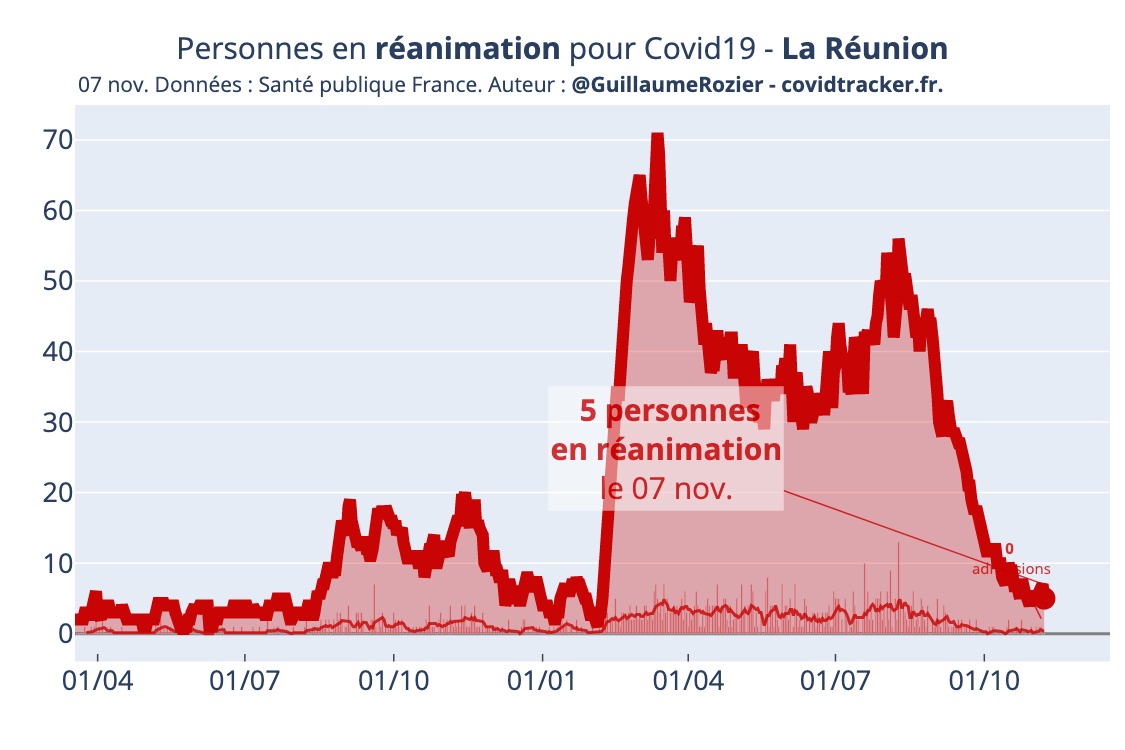 Personnes en réanimation pour Covid19 - La Réunion
07 nov. Données : Santé publique France. Auteur : @GuillaumeRozier - covidtracker.fr.
70
60
50
40
30
20
10
0
5 personnes
en réanimation
le 07 nov.
0
admissions
01/04 01/07 01/10 01/01 01/04 01/07 01/10